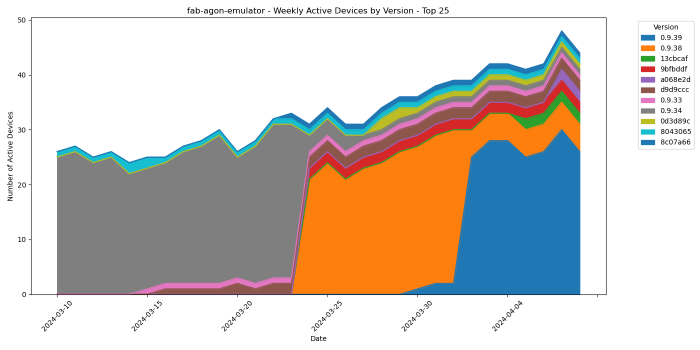 fab-agon-emulator - Weekly Active Devices by Version - Top 25
Number of Active Devices
50
40
30
20
10
0
2024-03-10
2024-03-15
2024-03-20
2024-03-25
2024-03-30
2024-04-04
Date
Version
0.9.39
0.9.38
13cbcaf
9bfbddf
a068e2d
d9d9ccc
0.9.33
0.9.34
0d3d89c
8043065
8c07a66